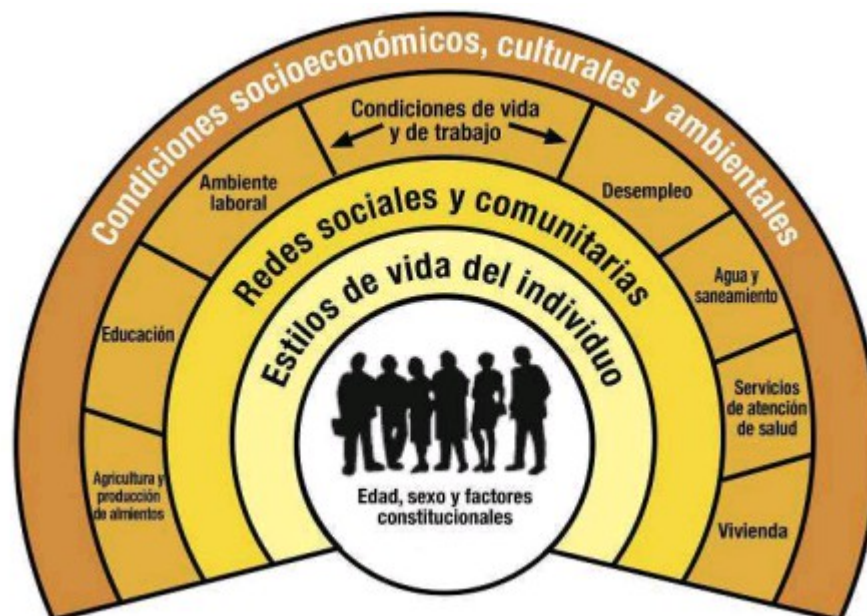 Condiciones socioeconómicos, culturales y ambientales
Condiciones de vida
y de trabajo
Ambiente
laboral
Desempleo
Redes sociales y comunitarias
Agua y
saneamiento
Estilos de vida del individuo
Educación
Servicios
de atención
de salud
Agricultura y
producción
de almientos
Edad, sexo y factores
constitucionales
Vivienda